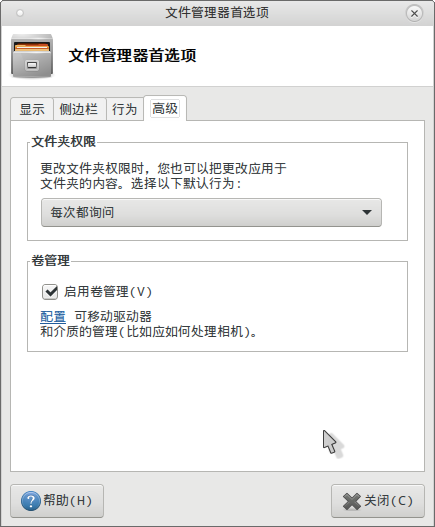 文件管理器首选项
文件管理器首选项
显示 侧边栏 行为 高级
文件夹权限
更改文件夹权限时，您也可以把更改应用于
文件夹的内容。选择以下默认行为:
每次都询问
卷管理
启用卷管理(V)
配置 可移动驱动器
和介质的管理(比如应如何处理相机)。
帮助(H) 关闭(C)